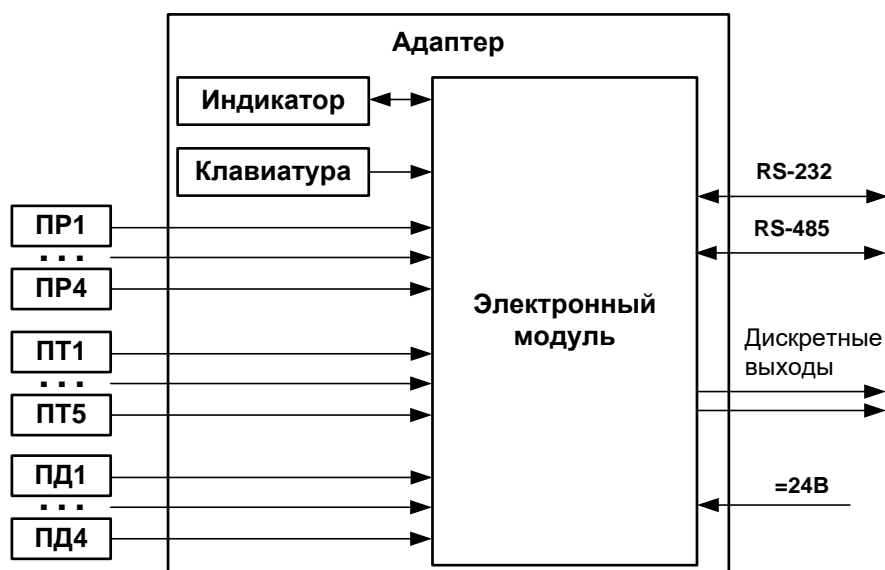 Адаптер
Индикатор
Клавиатура
ПР1
...
ПР4
ПТ1
...
ПТ5
ПД1
...
ПД4
Электронный
модуль
RS-232
RS-485
Дискретные
выходы
=24В